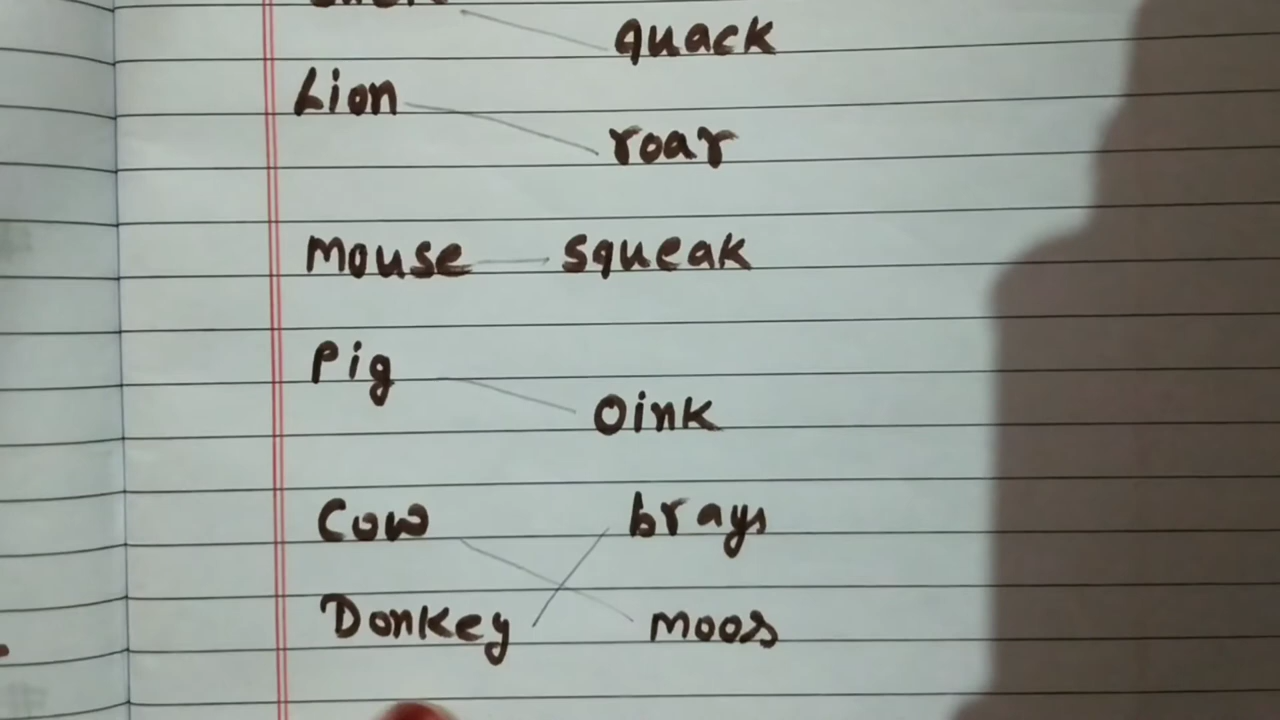 quack
Lion
roar
Mouse squeak
Pig
Oink
Cow brays
Donkey moos